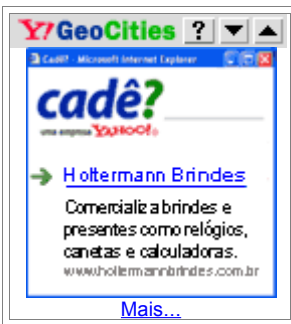 Y! GeoCities ?
Cadê? - Microsoft Internet Explorer
cadê?
uma empresa YAHOO!
Holtermann Brindes
Comercializa brindes e
presentes como relógios,
canetas e calculadoras.
www.holtermannbrindes.com.br
Mais...